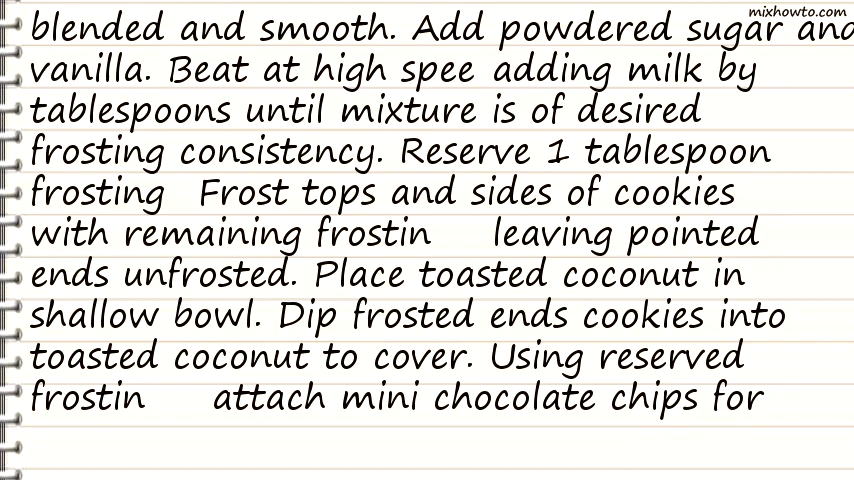 mixhowto.com
blended and smooth. Add powdered sugar and
vanilla. Beat at high spee adding milk by
tablespoons until mixture is of desired
frosting consistency. Reserve 1 tablespoon
frosting Frost tops and sides of cookies
with remaining frostin leaving pointed
ends unfrosted. Place toasted coconut in
shallow bowl. Dip frosted ends cookies into
toasted coconut to cover. Using reserved
frostin attach mini chocolate chips for